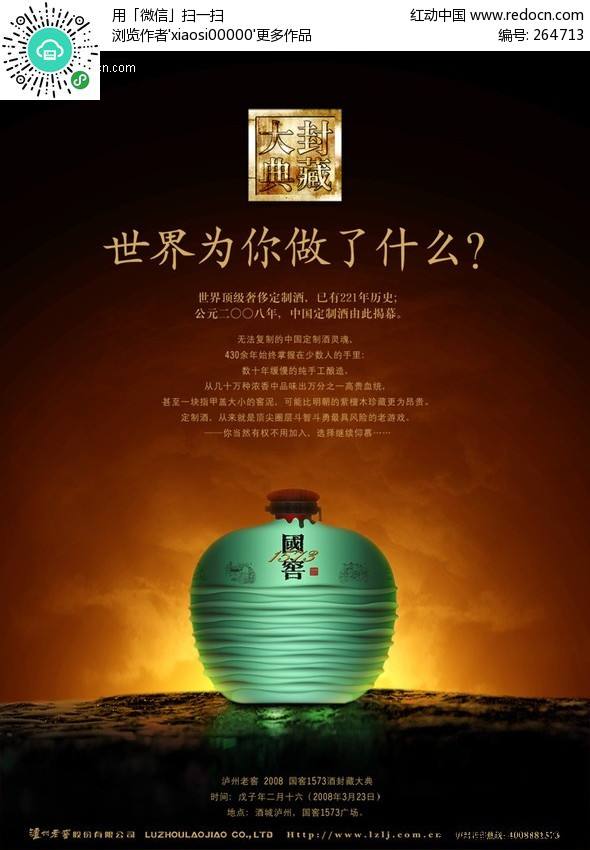 用「微信」扫一扫
红动中国 www.redocn.com
浏览作者'xiaosi00000'更多作品
编号: 264713
cn.com
大封
典藏
世界为你做了什么?
世界顶级奢侈定制酒，已有221年历史;
公元二〇〇八年，中国定制酒由此揭幕。
无法复制的中国定制酒灵魂，
430余年始终掌握在少数人的手里;
数十年缓慢的纯手工酿造，
从几十万种浓香中品味出万分之一高贵血统，
甚至一块指甲盖大小的窖泥，可能比明朝的紫檀木珍藏更为昂贵。
定制酒，从来就是顶尖圈层斗智斗勇最具风险的老游戏，
——你当然有权不用加入，选择继续仰慕……
國
1573
窖
泸州老窖 2008 国窖1573酒封藏大典
时间: 戊子年二月十六（2008年3月23日）
地点: 酒城泸州，国窖1573广场。
泸州老窖股份有限公司 LUZHOULAOJIAO CO.,LTD Http://www.lzlj.com.cn 4008881573